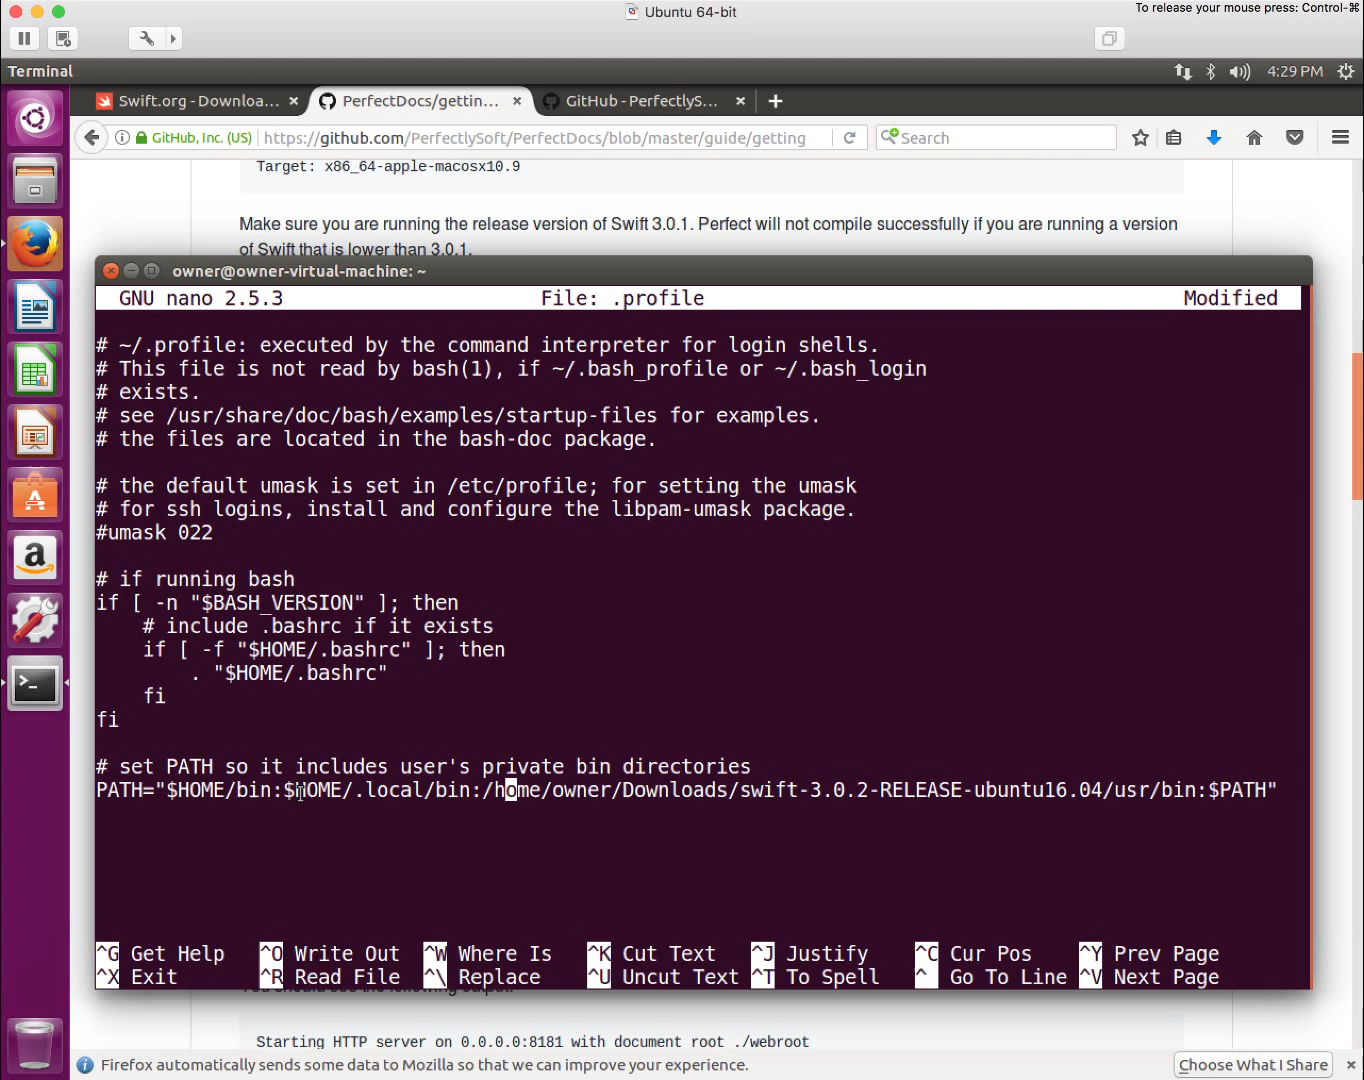 Ubuntu 64-bit
To release your mouse press: Control-⌘
Terminal
4:29 PM
Swift.org - Downloa... ×
PerfectDocs/gettin... ×
GitHub - PerfectlyS... ×
GitHub, Inc. (US)
https://github.com/PerfectlySoft/PerfectDocs/blob/master/guide/getting
Search
Target: x86_64-apple-macosx10.9
Make sure you are running the release version of Swift 3.0.1. Perfect will not compile successfully if you are running a version
of Swift that is lower than 3.0.1.
owner@owner-virtual-machine: ~
GNU nano 2.5.3 File: .profile Modified
# ~/.profile: executed by the command interpreter for login shells.
# This file is not read by bash(1), if ~/.bash_profile or ~/.bash_login
# exists.
# see /usr/share/doc/bash/examples/startup-files for examples.
# the files are located in the bash-doc package.
# the default umask is set in /etc/profile; for setting the umask
# for ssh logins, install and configure the libpam-umask package.
#umask 022
# if running bash
if [ -n "$BASH_VERSION" ]; then
    # include .bashrc if it exists
    if [ -f "$HOME/.bashrc" ]; then
        . "$HOME/.bashrc"
    fi
fi
# set PATH so it includes user's private bin directories
PATH="$HOME/bin:$HOME/.local/bin:/home/owner/Downloads/swift-3.0.2-RELEASE-ubuntu16.04/usr/bin:$PATH"
^G Get Help ^O Write Out ^W Where Is ^K Cut Text ^J Justify ^C Cur Pos ^Y Prev Page
^X Exit ^R Read File ^\ Replace ^U Uncut Text ^T To Spell ^_ Go To Line ^V Next Page
Starting HTTP server on 0.0.0.0:8181 with document root ./webroot
Firefox automatically sends some data to Mozilla so that we can improve your experience.
Choose What I Share ×